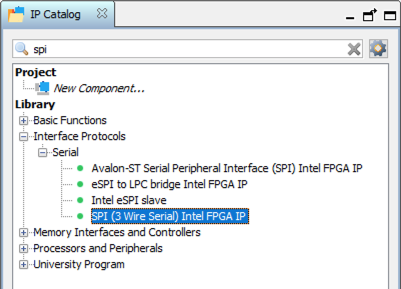 IP Catalog
spi
Project
New Component...
Library
Basic Functions
Interface Protocols
Serial
Avalon-ST Serial Peripheral Interface (SPI) Intel FPGA IP
eSPI to LPC bridge Intel FPGA IP
Intel eSPI slave
SPI (3 Wire Serial) Intel FPGA IP
Memory Interfaces and Controllers
Processors and Peripherals
University Program